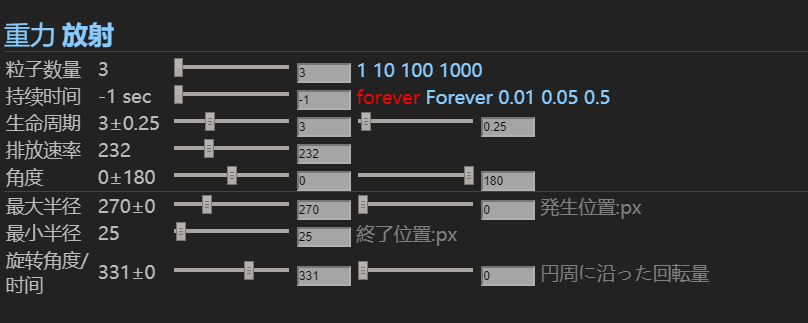 重力 放射
粒子数量 3 3 1 10 100 1000
持续时间 -1 sec -1 forever Forever 0.01 0.05 0.5
生命周期 3±0.25 3 0.25
排放速率 232 232
角度 0±180 0 180
最大半径 270±0 270 0 発生位置:px
最小半径 25 25 終了位置:px
旋转角度/
时间 331±0 331 0 円周に沿った回転量